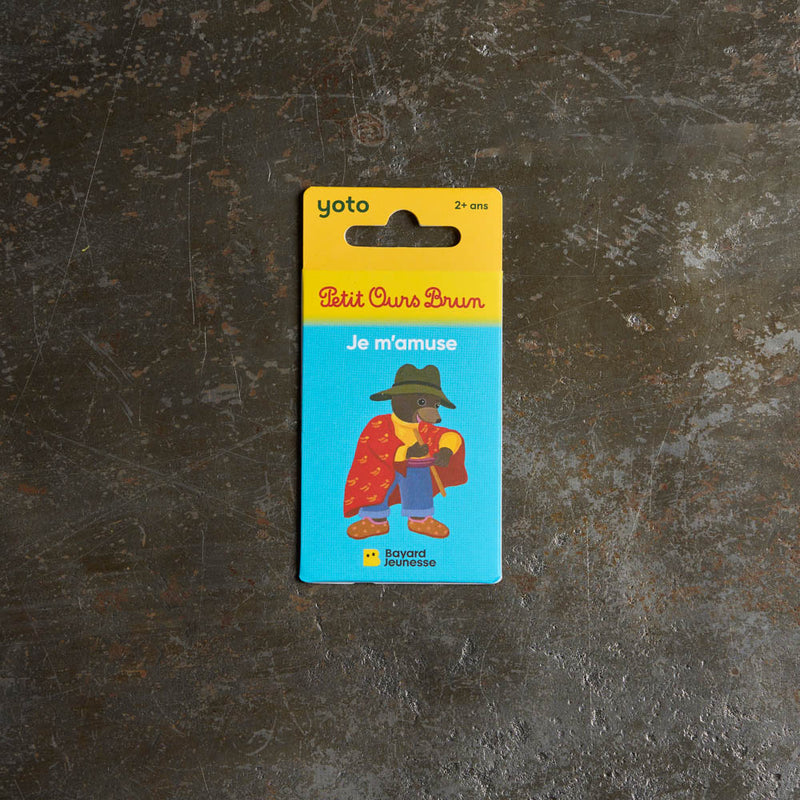 yoto
2+ ans
Petit Ours Brun
Je m'amuse
Bayard
Jeunesse